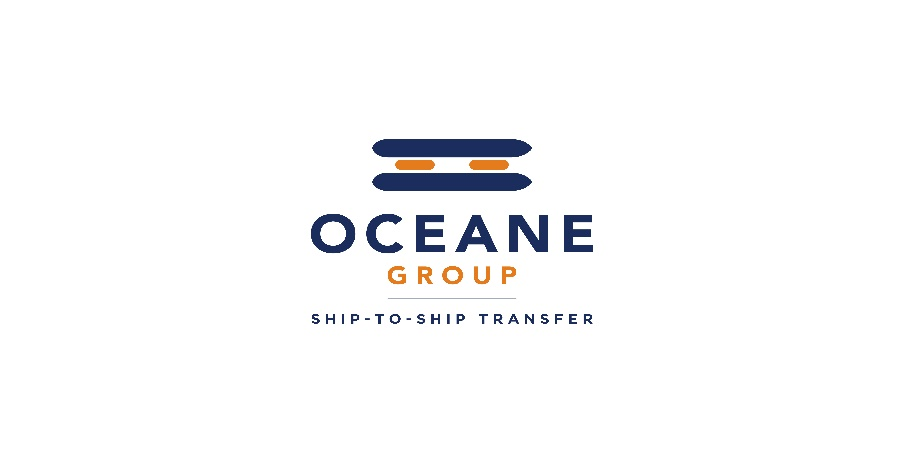 OCEANE
GROUP
SHIP-TO-SHIP TRANSFER